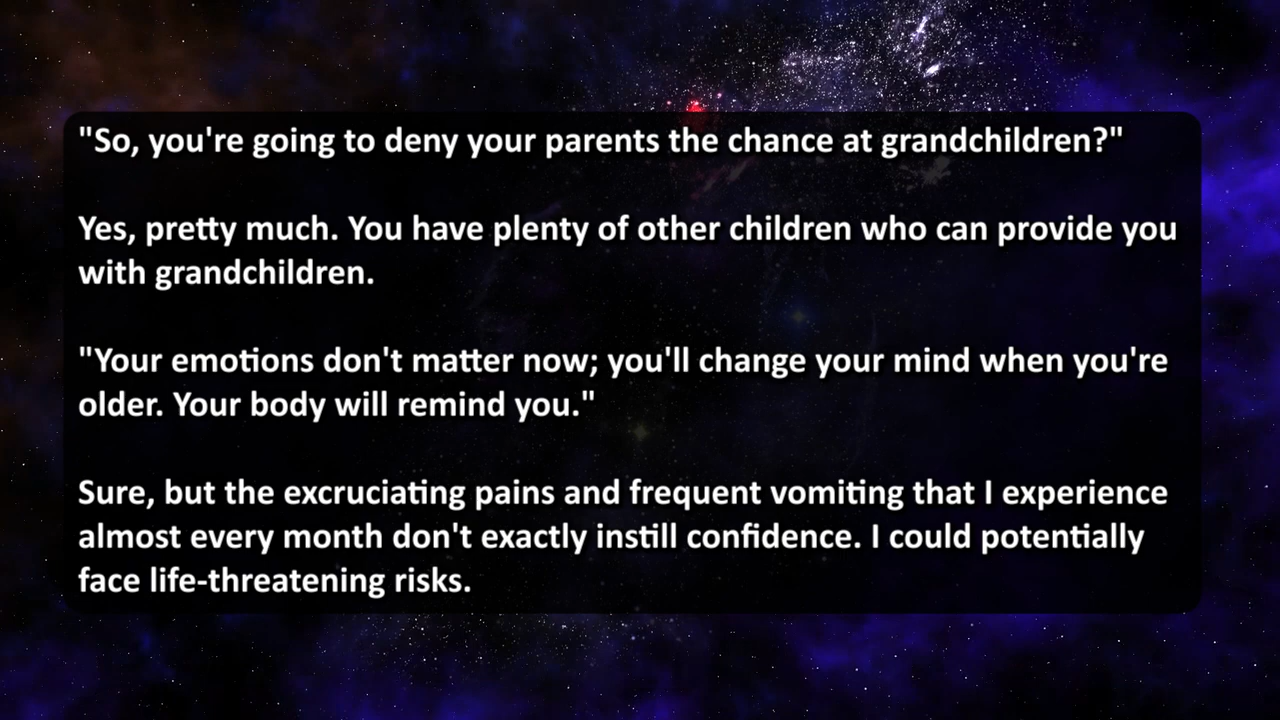 "So, you're going to deny your parents the chance at grandchildren?"
Yes, pretty much. You have plenty of other children who can provide you
with grandchildren.
"Your emotions don't matter now; you'll change your mind when you're
older. Your body will remind you."
Sure, but the excruciating pains and frequent vomiting that I experience
almost every month don't exactly instill confidence. I could potentially
face life-threatening risks.